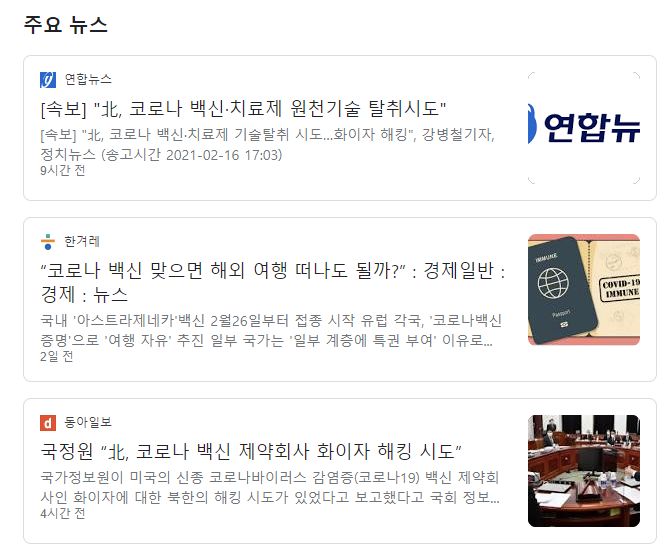 주요 뉴스
연합뉴스
[속보] "北, 코로나 백신·치료제 원천기술 탈취시도"
[속보] "北, 코로나 백신·치료제 기술탈취 시도...화이자 해킹", 강병철기자,
정치뉴스 (송고시간 2021-02-16 17:03)
9시간 전
연합뉴
한겨레
“코로나 백신 맞으면 해외 여행 떠나도 될까?” : 경제일반 :
경제 : 뉴스
국내 '아스트라제네카'백신 2월26일부터 접종 시작 유럽 각국, '코로나백신
증명'으로 '여행 자유' 추진 일부 국가는 '일부 계층에 특권 부여' 이유로...
2일 전
IMMUNE
Passport
COVID-19
IMMUNE
동아일보
국정원 “北, 코로나 백신 제약회사 화이자 해킹 시도”
국가정보원이 미국의 신종 코로나바이러스 감염증(코로나19) 백신 제약회
사인 화이자에 대한 북한의 해킹 시도가 있었다고 보고했다고 국회 정보...
4시간 전